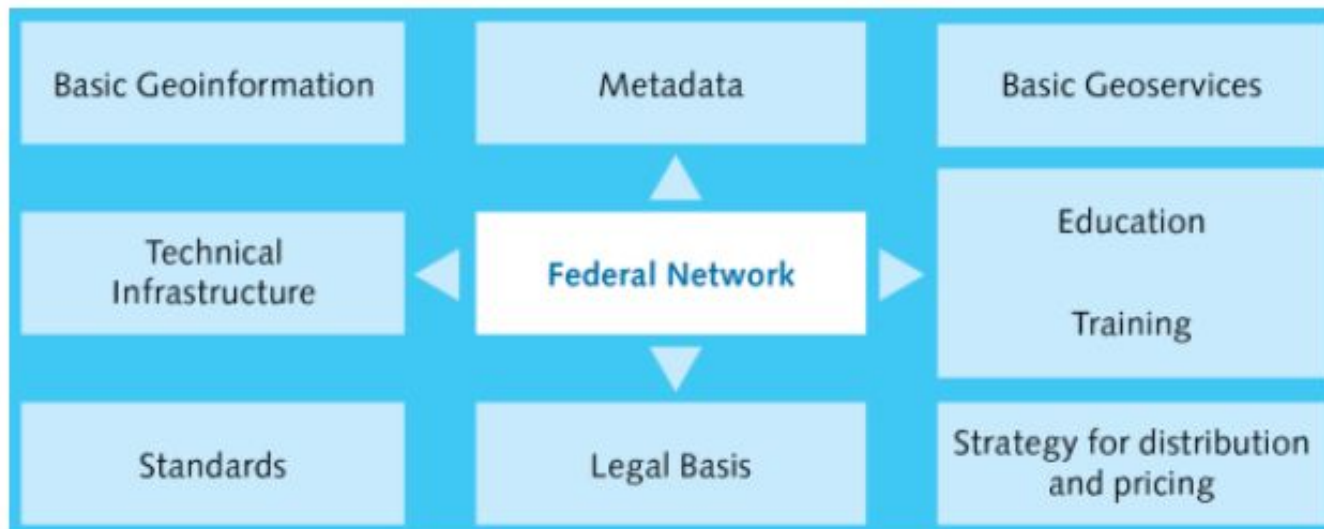 Basic Geoinformation
Metadata
Basic Geoservices
Technical
Infrastructure
Federal Network
Education
Training
Standards
Legal Basis
Strategy for distribution
and pricing